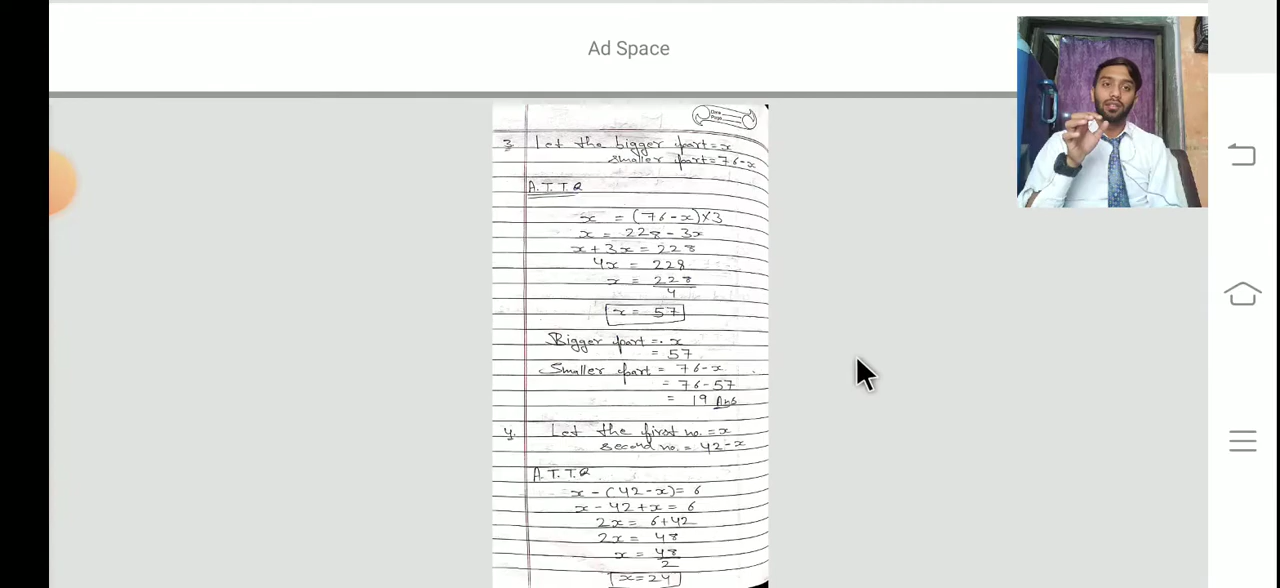 Ad Space
Date
Page
3. Let the bigger part = x
smaller part = 76-x
A.T.T.Q
x = (76-x)×3
x = 228-3x
x+3x = 228
4x = 228
x = 228/4
x = 57
Bigger part = x
= 57
Smaller part = 76-x
= 76-57
= 19 Ans
4. Let the first no. = x
second no. = 42-x
A.T.T.Q.
x-(42-x) = 6
x-42+x = 6
2x = 6+42
2x = 48
x = 48/2
x = 24